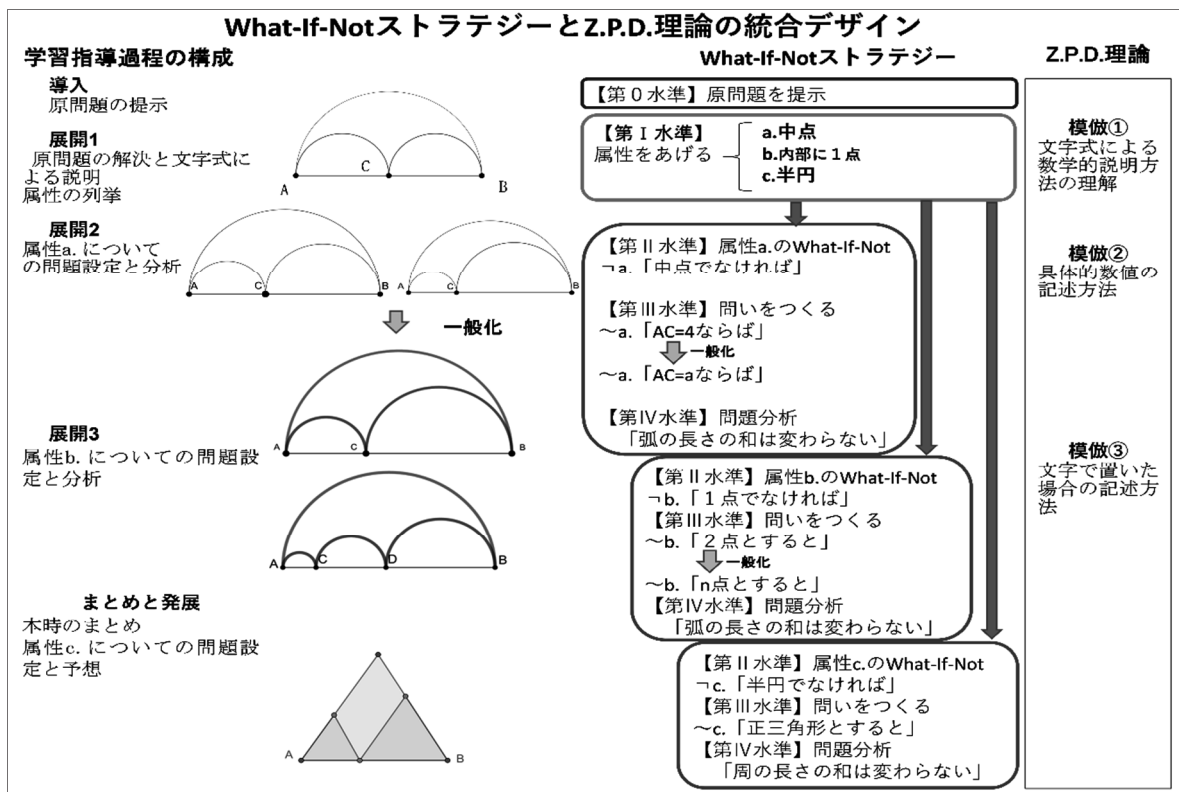 What-If-NotストラテジーとZ.P.D.理論の統合デザイン
学習指導過程の構成
導入
原問題の提示
展開1
原問題の解決と文字式に
よる説明
属性の列挙
展開2
属性a. について
の問題設定と分析
A
C
B
A
C
B
A
C
B
一般化
展開3
属性b. についての問題設
定と分析
A
C
B
A
C
D
B
まとめと発展
本時のまとめ
属性c. についての問題設
定と予想
A
B
What-If-Notストラテジー
【第０水準】原問題を提示
【第Ⅰ水準】
属性をあげる
a.中点
b.内部に１点
c.半円
【第Ⅱ水準】属性a.のWhat-If-Not
¬a.「中点でなければ」
【第Ⅲ水準】問いをつくる
～a.「AC=4ならば」
一般化
～a.「AC=aならば」
【第Ⅳ水準】問題分析
「弧の長さの和は変わらない」
【第Ⅱ水準】属性b.のWhat-If-Not
¬b.「１点でなければ」
【第Ⅲ水準】問いをつくる
～b.「２点とすると」
一般化
～b.「n点とすると」
【第Ⅳ水準】問題分析
「弧の長さの和は変わらない」
【第Ⅱ水準】属性c.のWhat-If-Not
¬c.「半円でなければ」
【第Ⅲ水準】問いをつくる
～c.「正三角形とすると」
【第Ⅳ水準】問題分析
「周の長さの和は変わらない」
Z.P.D.理論
模倣①
文字式による
数学的説明方
法の理解
模倣②
具体的数値の
記述方法
模倣③
文字で置いた
場合の記述方
法